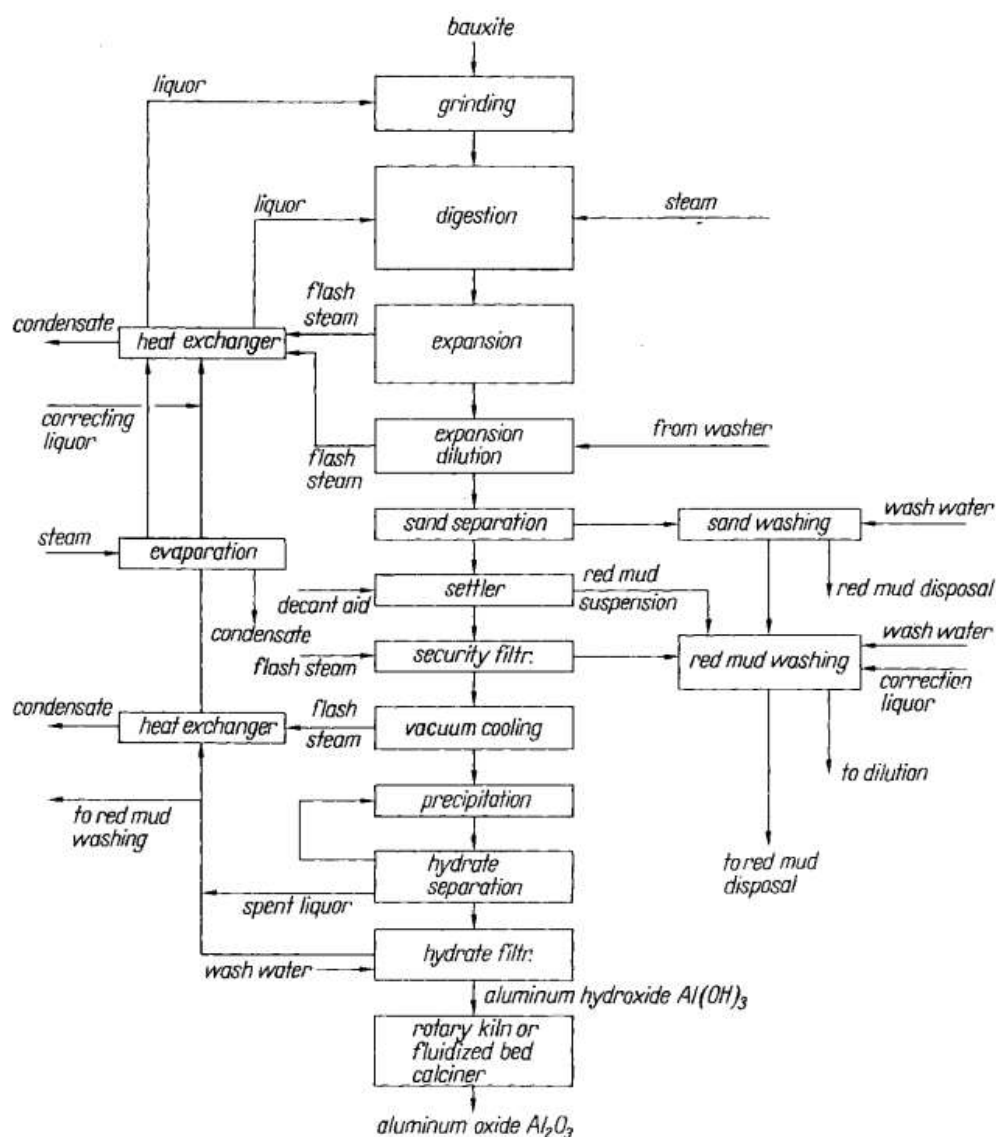 bauxite
liquor
grinding
liquor
digestion
steam
flash
steam
condensate
heat exchanger
expansion
correcting
liquor
flash
steam
expansion
dilution
from washer
sand separation
sand washing
wash water
steam
evaporation
condensate
decant aid
settler
red mud
suspension
red mud disposal
flash steam
security filtr.
red mud washing
wash water
correction
liquor
condensate
heat exchanger
flash
steam
vacuum cooling
to dilution
to red mud
washing
precipitation
hydrate
separation
to red mud
disposal
spent liquor
wash water
hydrate filtr.
aluminum hydroxide Al(OH)₃
rotary kiln or
fluidized bed
calciner
aluminum oxide Al₂O₃